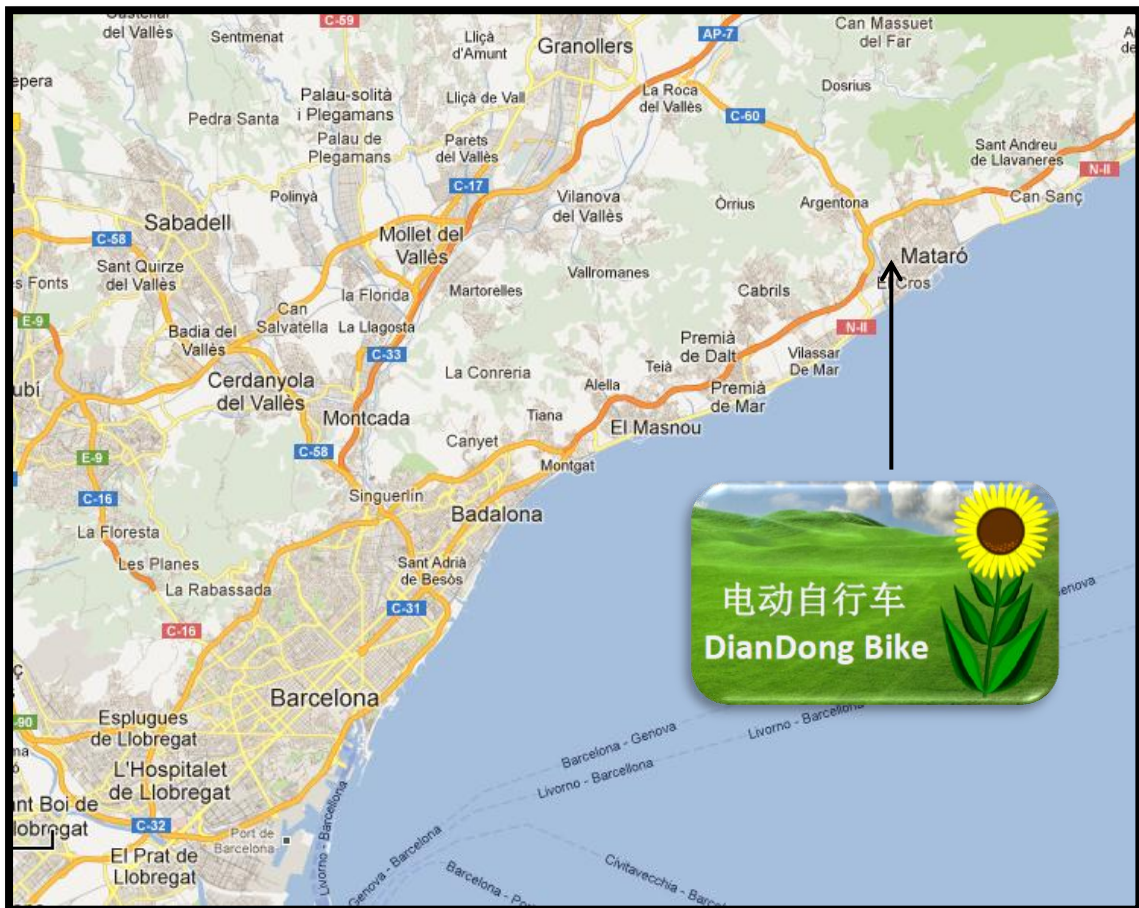 Castellar
del Vallès
Sentmenat
C-59
Lliçà
d'Amunt
Granollers
AP-7
Can Massuet
del Far
epera
Palau-solità
i Plegamans
Lliçà de Vall
La Roca
del Vallès
Dosrius
C-60
Pedra Santa
Palau de
Plegamans
Parets
del Vallès
Sant Andreu
de Llavaneres
N-II
C-17
Polinyà
Vilanova
del Vallès
Òrrius
Argentona
Can Sanç
Sabadell
C-58
Mollet del
Vallès
Mataró
Sant Quirze
del Vallès
es Fonts
la Florida
Martorelles
Vallromanes
Cabrils
El Cros
E-9
Can
Salvatella
La Llagosta
N-II
Badia del
Vallès
C-33
Premià
de Dalt
Vilassar
De Mar
Teià
La Conreria
Alella
ubí
Cerdanyola
del Vallès
Premià
de Mar
Montcada
Tiana
El Masnou
Canyet
E-9
C-58
Montgat
C-16
Singuerlín
Badalona
La Floresta
Les Planes
Sant Adrià
de Besòs
La Rabassada
C-31
C-16
电动自行车
DianDong Bike
enova
Barcelona
Esplugues
de Llobregat
-90
Livorno - Barcellona
Barcelona - Genova
L'Hospitalet
de Llobregat
Livorno - Barcellona
nt Boi de
lobregat
C-32
Port de
Barcelona
El Prat de
Llobregat
Livorno - Barcellona
Genova - Barcelona
Civitavecchia - Barc
Barcelona - Po